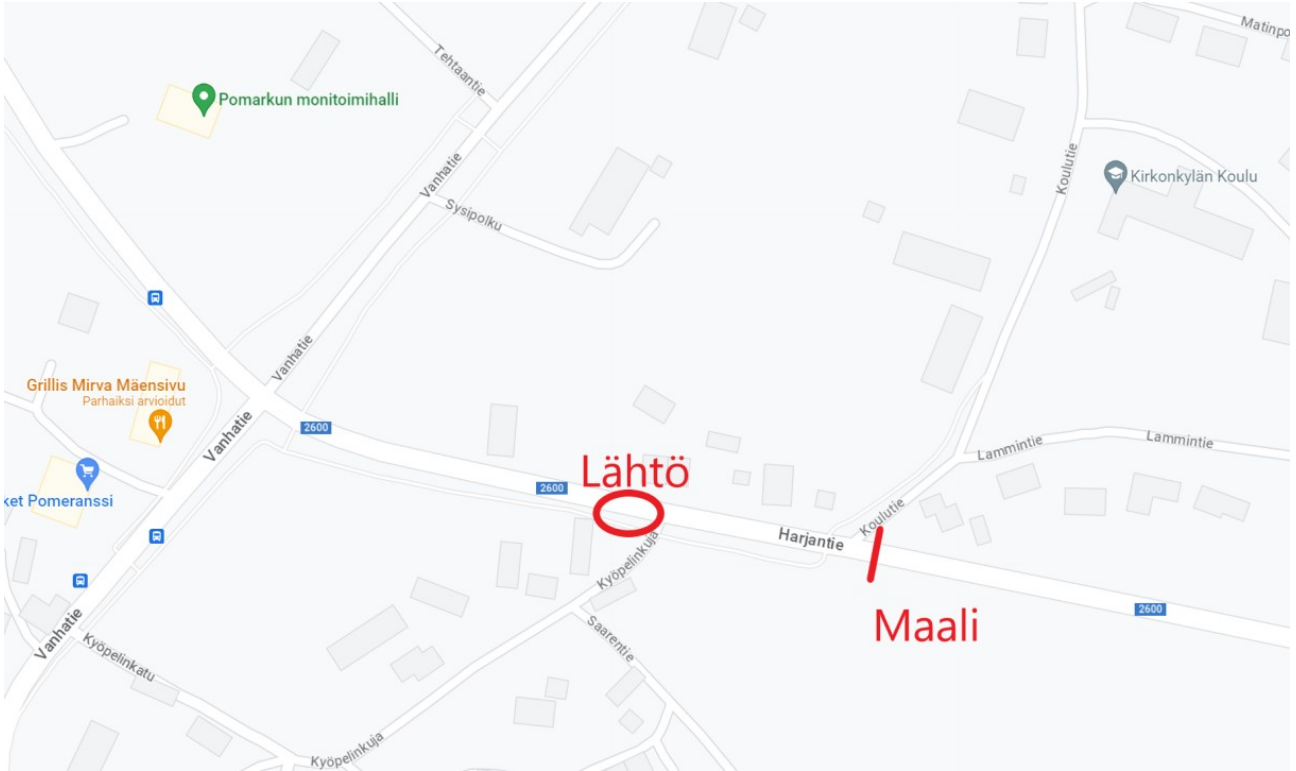 Matinpo
Tehtaantie
Pomarkun monitoimihalli
Vanhatie
Koulutie
Kirkonkylän Koulu
Sysipolku
Vanhatie
Grillis Mirva Mäensivu
Parhaiksi arvioidut
Vanhatie
2600
Lammintie
Lammintie
ket Pomeranssi
Lähtö
2600
Koulutie
Harjantie
Kyöpelinkuja
2600
Maali
Saarentie
Vanhatie
Kyöpelinkatu
Kyöpelinkuja